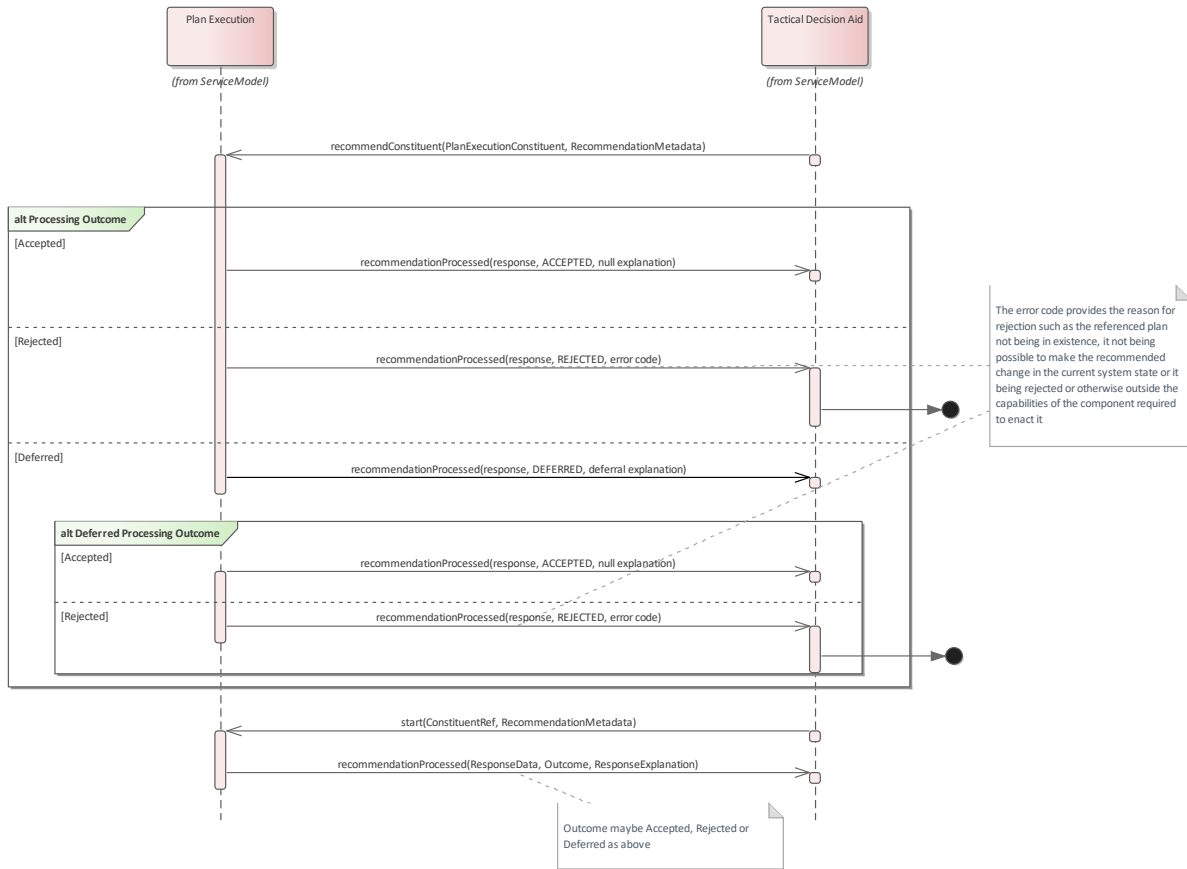 Plan Execution
Tactical Decision Aid
(from ServiceModel)
(from ServiceModel)
recommendConstituent(PlanExecutionConstituent, RecommendationMetadata)
alt Processing Outcome
[Accepted]
recommendationProcessed(response, ACCEPTED, null explanation)
[Rejected]
recommendationProcessed(response, REJECTED, error code)
The error code provides the reason for
rejection such as the referenced plan
not being in existence, it not being
possible to make the recommended
change in the current system state or it
being rejected or otherwise outside the
capabilities of the component required
to enact it
[Deferred]
recommendationProcessed(response, DEFERRED, deferral explanation)
alt Deferred Processing Outcome
[Accepted]
recommendationProcessed(response, ACCEPTED, null explanation)
[Rejected]
recommendationProcessed(response, REJECTED, error code)
start(ConstituentRef, RecommendationMetadata)
recommendationProcessed(ResponseData, Outcome, ResponseExplanation)
Outcome maybe Accepted, Rejected or
Deferred as above